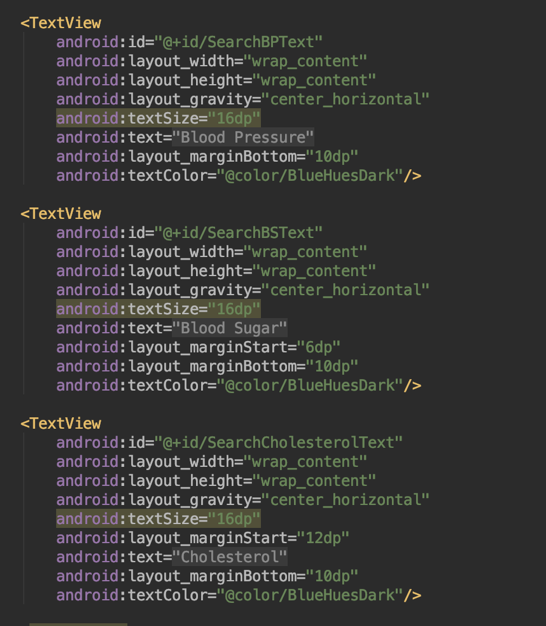 <TextView
android:id="@+id/SearchBPText"
android:layout_width="wrap_content"
android:layout_height="wrap_content"
android:layout_gravity="center_horizontal"
android:textSize="16dp"
android:text="Blood Pressure"
android:layout_marginBottom="10dp"
android:textColor="@color/BlueHuesDark"/>
<TextView
android:id="@+id/SearchBSText"
android:layout_width="wrap_content"
android:layout_height="wrap_content"
android:layout_gravity="center_horizontal"
android:textSize="16dp"
android:text="Blood Sugar"
android:layout_marginStart="6dp"
android:layout_marginBottom="10dp"
android:textColor="@color/BlueHuesDark"/>
<TextView
android:id="@+id/SearchCholesterolText"
android:layout_width="wrap_content"
android:layout_height="wrap_content"
android:layout_gravity="center_horizontal"
android:textSize="16dp"
android:layout_marginStart="12dp"
android:text="Cholesterol"
android:layout_marginBottom="10dp"
android:textColor="@color/BlueHuesDark"/>